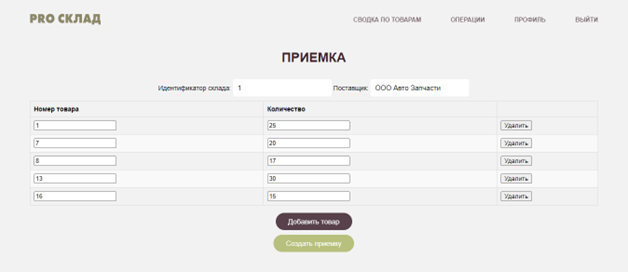 PRO СКЛАД СВОДКА ПО ТОВАРАМ ОПЕРАЦИИ ПРОФИЛЬ ВЫЙТИ
ПРИЕМКА
Идентификатор склада: 1 Поставщик: ООО Авто Запчасти
Номер товара Количество
1 25 Удалить
7 20 Удалить
8 17 Удалить
13 30 Удалить
16 15 Удалить
Добавить товар
Создать приемку